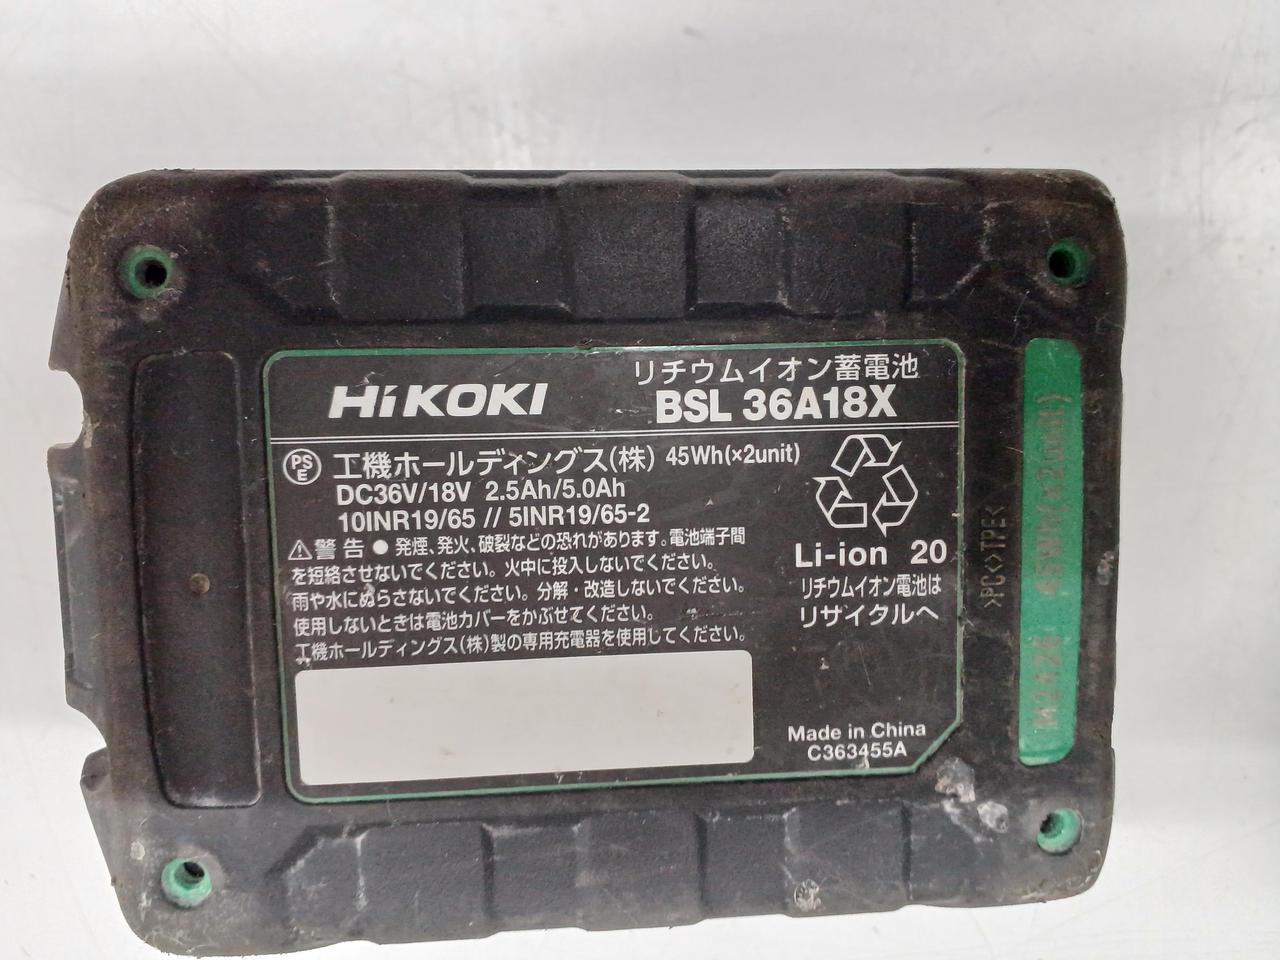 HiKOKI
リチウムイオン蓄電池
BSL 36A18X
PS
E
工機ホールディングス(株) 45Wh(×2unit)
DC36V/18V 2.5Ah/5.0Ah
10INR19/65 // 5INR19/65-2
⚠警告 ● 発煙、発火、破裂などの恐れがあります。電池端子間
を短絡させないでください。火中に投入しないでください。
雨や水にぬらさないでください。分解・改造しないでください。
使用しないときは電池カバーをかぶせてください。
工機ホールディングス(株)製の専用充電器を使用してください。
Li-ion 20
リチウムイオン電池は
リサイクルへ
Made in China
C363455A
>PC<>TPE<
M2426 45Wh(x2unit)